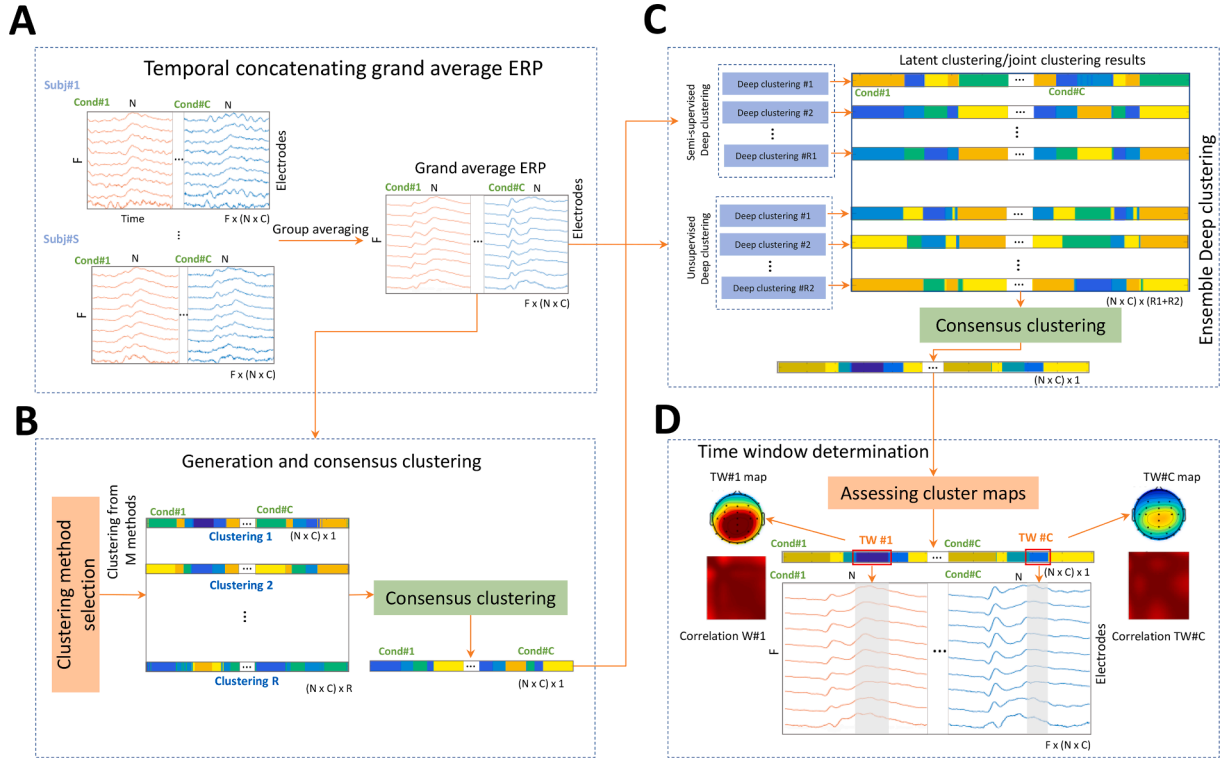 A
Temporal concatenating grand average ERP
Subj#1
Cond#1
N
Cond#C
N
F
Electrodes
Time
F x (N x C)
...
Subj#S
Cond#1
N
Cond#C
N
F
...
F x (N x C)
Group averaging
Grand average ERP
Cond#1
N
Cond#C
N
F
...
Electrodes
F x (N x C)
B
Generation and consensus clustering
Clustering method
selection
Clustering from
M methods
Cond#1
Cond#C
...
Clustering 1
(N x C) x 1
...
Clustering 2
...
Clustering R
(N x C) x R
Consensus clustering
Cond#1
Cond#C
...
(N x C) x 1
C
Latent clustering/joint clustering results
Semi-supervised
Deep clustering
Deep clustering #1
Deep clustering #2
Deep clustering #R1
Cond#1
Cond#C
...
Unsupervised
Deep clustering
Deep clustering #1
Deep clustering #2
Deep clustering #R2
...
(N x C) x (R1+R2)
Ensemble Deep clustering
Consensus clustering
...
(N x C) x 1
D
Time window determination
TW#1 map
Assessing cluster maps
TW#C map
Cond#1
TW #1
Cond#C
TW #C
...
(N x C) x 1
Cond#1
N
Cond#C
N
Correlation W#1
Correlation TW#C
F
...
Electrodes
F x (N x C)